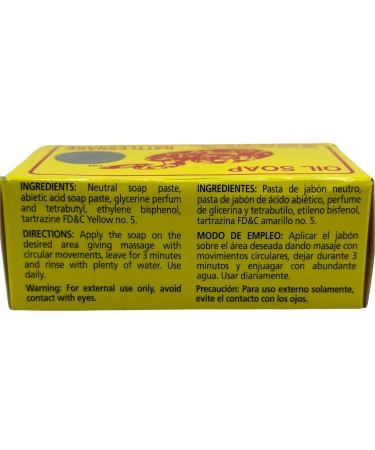 OIL SOAP
INGREDIENTS: Neutral soap paste,
abietic acid soap paste, glycerine perfum
and tetrabutyl, ethylene bisphenol,
tartrazine FD&C Yellow no. 5.
DIRECTIONS: Apply the soap on the
desired area giving massage with
circular movements, leave for 3 minutes
and rinse with plenty of water. Use
daily.
Warning: For external use only, avoid
contact with eyes.
INGREDIENTES: Pasta de jabón neutro,
pasta de jabón de ácido abiético, perfume
de glicerina y tetrabutilo, etileno bisfenol,
tartrazina FD&C amarillo no. 5.
MODO DE EMPLEO: Aplicar el jabón
sobre el área deseada dando masaje con
movimientos circulares, dejar durante 3
minutos y enjuagar con abundante
agua. Usar diariamente.
Precaución: Para uso externo solamente,
evite el contacto con los ojos.